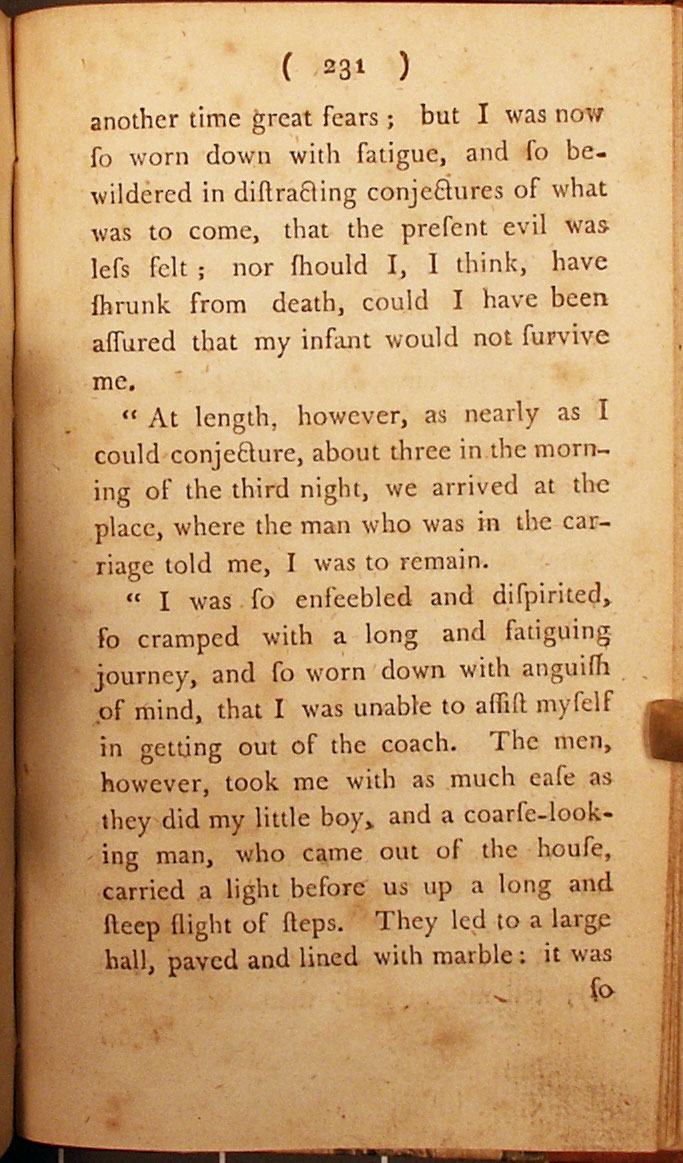 ( 231 )
another time great fears ; but I was now
ſo worn down with fatigue, and ſo be-
wildered in diſtracting conjectures of what
was to come, that the preſent evil was
leſs felt ; nor ſhould I, I think, have
ſhrunk from death, could I have been
aſſured that my infant would not ſurvive
me.
“ At length, however, as nearly as I
could conjecture, about three in the morn-
ing of the third night, we arrived at the
place, where the man who was in the car-
riage told me, I was to remain.
“ I was ſo enfeebled and diſpirited,
ſo cramped with a long and fatiguing
journey, and ſo worn down with anguiſh
of mind, that I was unable to aſſiſt myſelf
in getting out of the coach. The men,
however, took me with as much eaſe as
they did my little boy, and a coarſe-look-
ing man, who came out of the houſe,
carried a light before us up a long and
ſteep flight of ſteps. They led to a large
hall, paved and lined with marble : it was
ſo